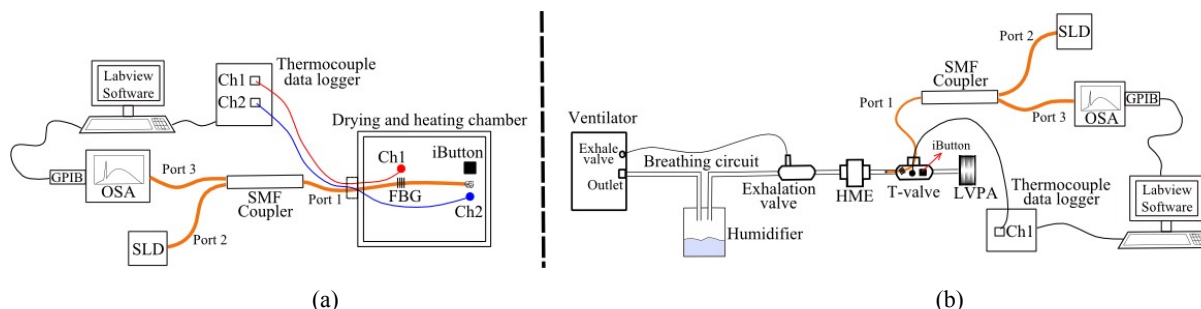 Labview
Software
Thermocouple
data logger
Ch1
Ch2
Drying and heating chamber
iButton
Ch1
FBG
Ch2
GPIB
OSA
Port 3
SMF
Coupler
Port 1
Port 2
SLD
(a)
Ventilator
Exhale
valve
Outlet
Breathing circuit
Humidifier
Exhalation
valve
HME
T-valve
iButton
LVPA
Port 1
SMF
Coupler
Port 2
SLD
Port 3
OSA
GPIB
Thermocouple
data logger
Ch1
Labview
Software
(b)